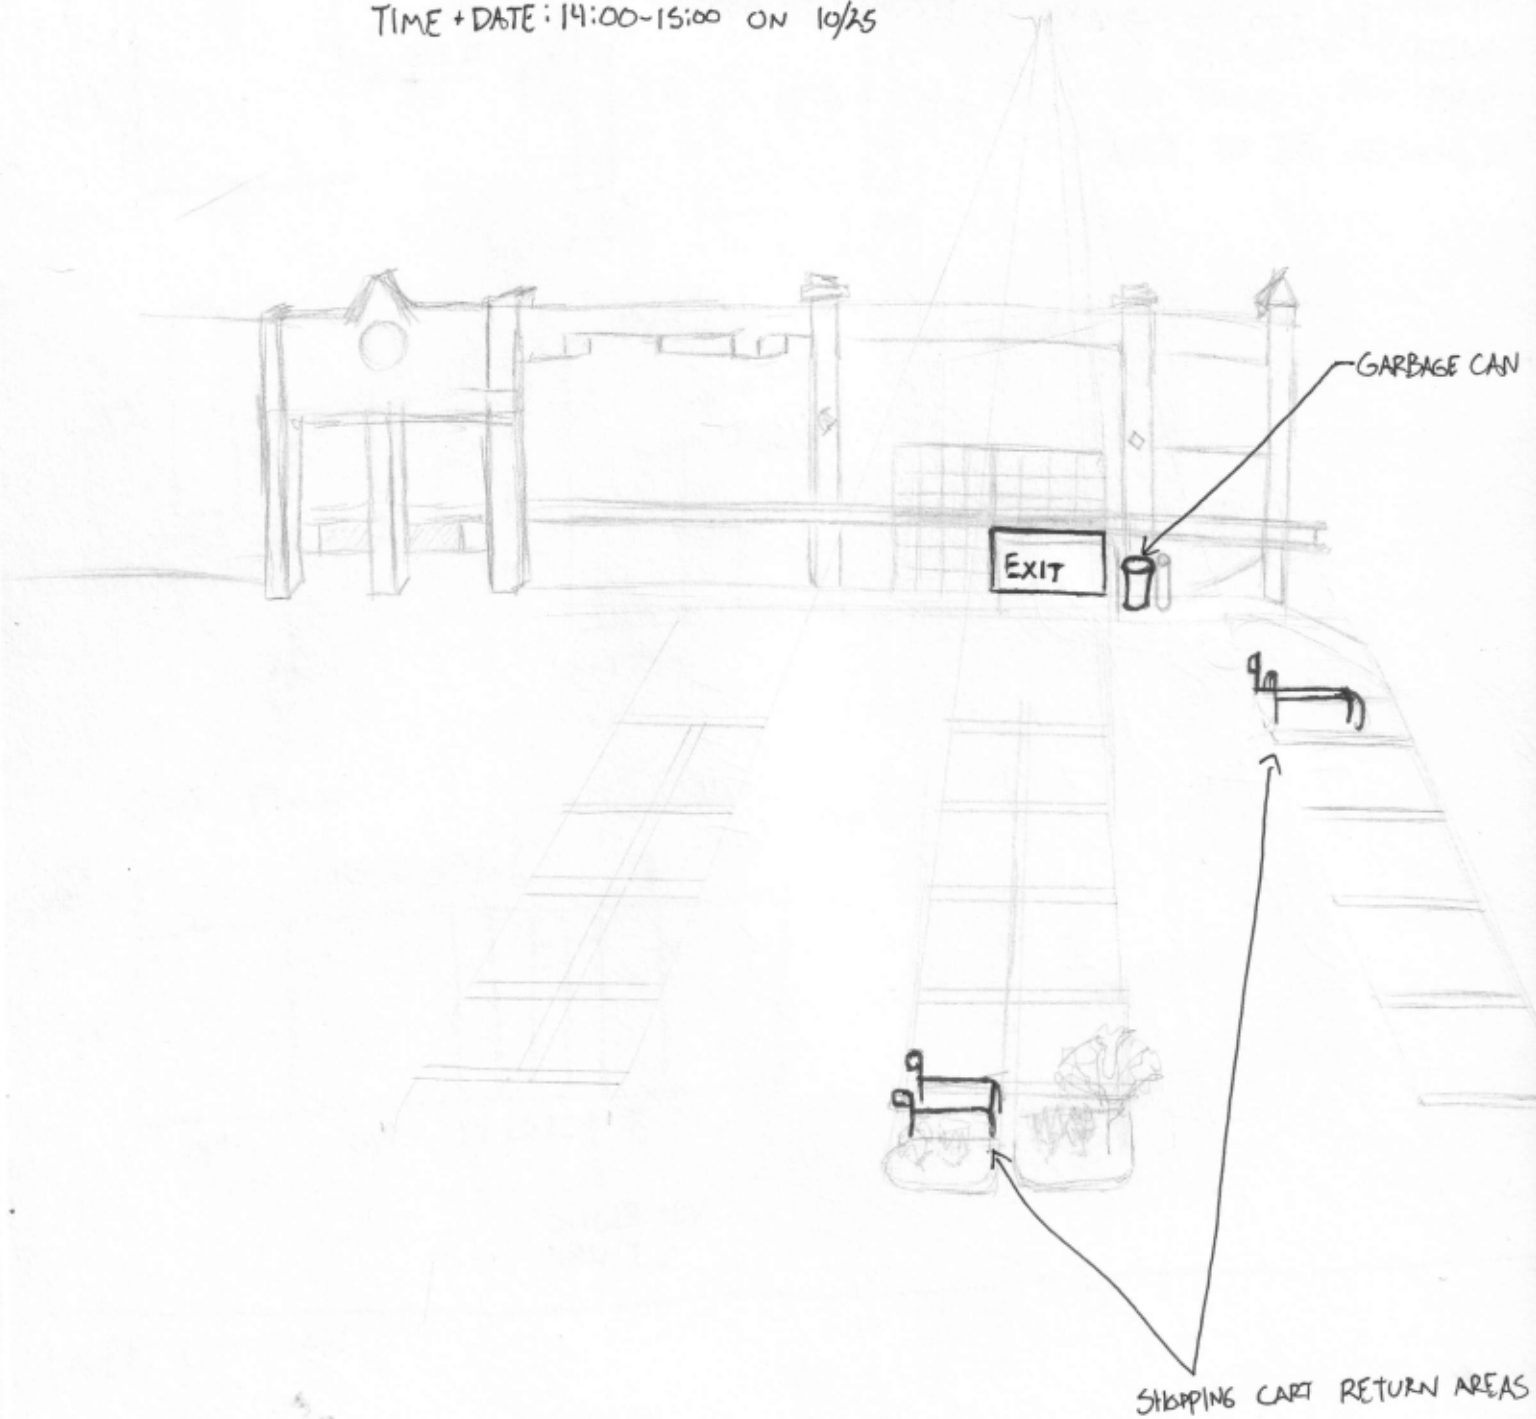 TIME + DATE: 14:00-15:00 ON 10/25
GARBAGE CAN
EXIT
SHOPPING CART RETURN AREAS